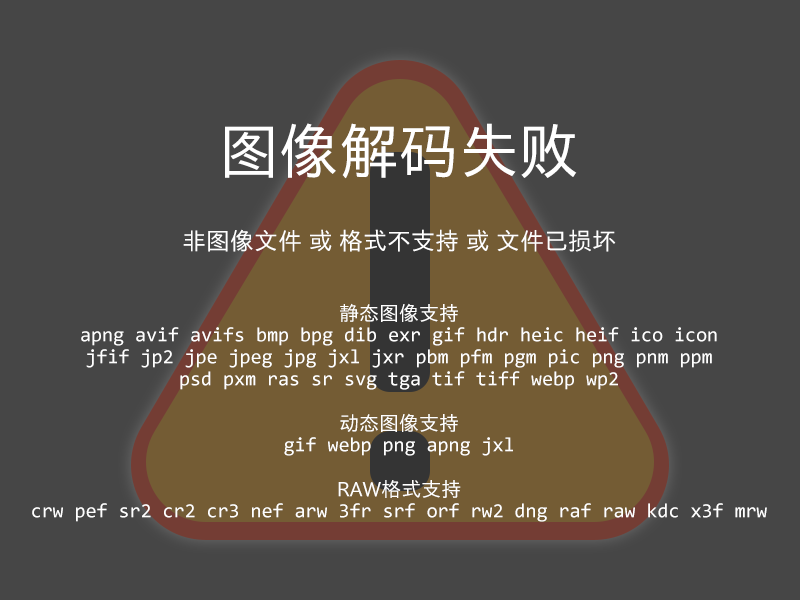 图像解码失败
非图像文件 或 格式不支持 或 文件已损坏
静态图像支持
apng avif avifs bmp bpg dib exr gif hdr heic heif ico icon
jfif jp2 jpe jpeg jpg jxl jxr pbm pfm pgm pic png pnm ppm
psd pxm ras sr svg tga tif tiff webp wp2
动态图像支持
gif webp png apng jxl
RAW格式支持
crw pef sr2 cr2 cr3 nef arw 3fr srf orf rw2 dng raf raw kdc x3f mrw